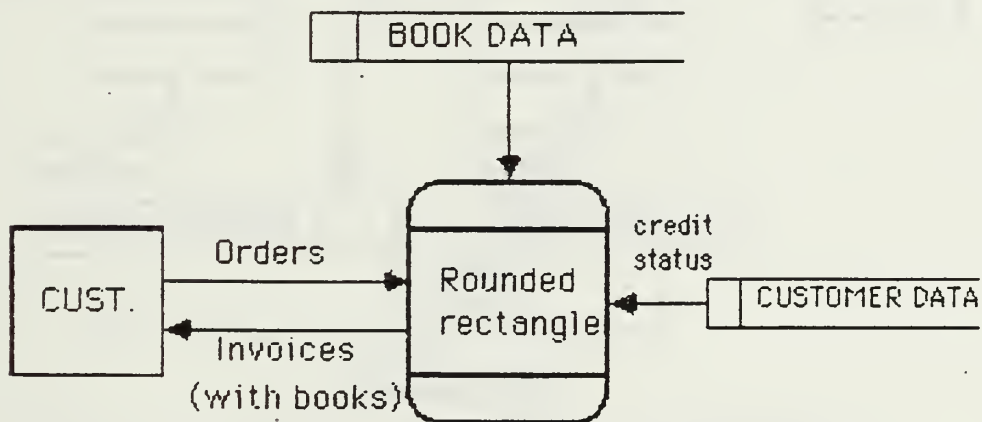 BOOK DATA
Orders
CUST.
Invoices
(with books)
Rounded
rectangle
credit
status
CUSTOMER DATA